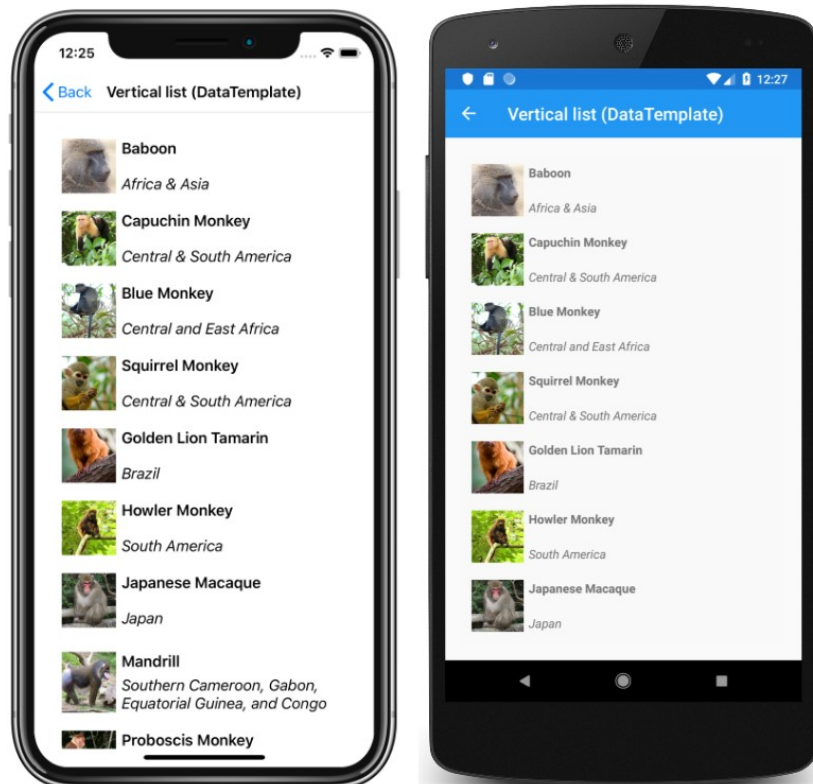 12:25
Back Vertical list (DataTemplate)
Baboon
Africa & Asia
Capuchin Monkey
Central & South America
Blue Monkey
Central and East Africa
Squirrel Monkey
Central & South America
Golden Lion Tamarin
Brazil
Howler Monkey
South America
Japanese Macaque
Japan
Mandrill
Southern Cameroon, Gabon,
Equatorial Guinea, and Congo
Proboscis Monkey
12:27
Vertical list (DataTemplate)
Baboon
Africa & Asia
Capuchin Monkey
Central & South America
Blue Monkey
Central and East Africa
Squirrel Monkey
Central & South America
Golden Lion Tamarin
Brazil
Howler Monkey
South America
Japanese Macaque
Japan